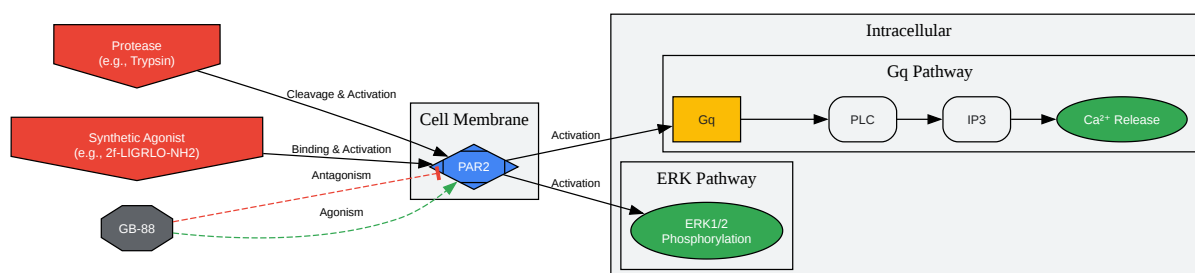 Protease
(e.g., Trypsin)
Cleavage & Activation
Synthetic Agonist
(e.g., 2f-LIGRLO-NH2)
Binding & Activation
Antagonism
Agonism
GB-88
Cell Membrane
PAR2
Activation
Activation
Intracellular
Gq Pathway
Gq
PLC
IP3
Ca²⁺ Release
ERK Pathway
ERK1/2
Phosphorylation